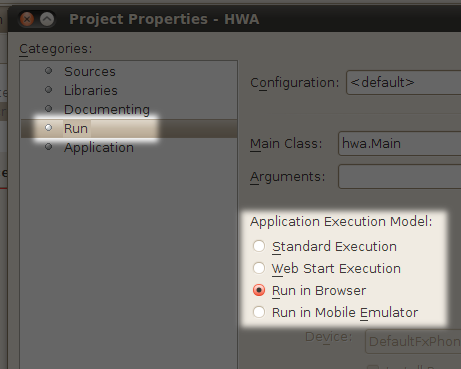 Project Properties - HWA
Categories:
Sources
Libraries
Documenting
Run
Application
Configuration:
<default>
Main Class:
hwa.Main
Arguments:
Application Execution Model:
Standard Execution
Web Start Execution
Run in Browser
Run in Mobile Emulator
Device:
DefaultFxPhon